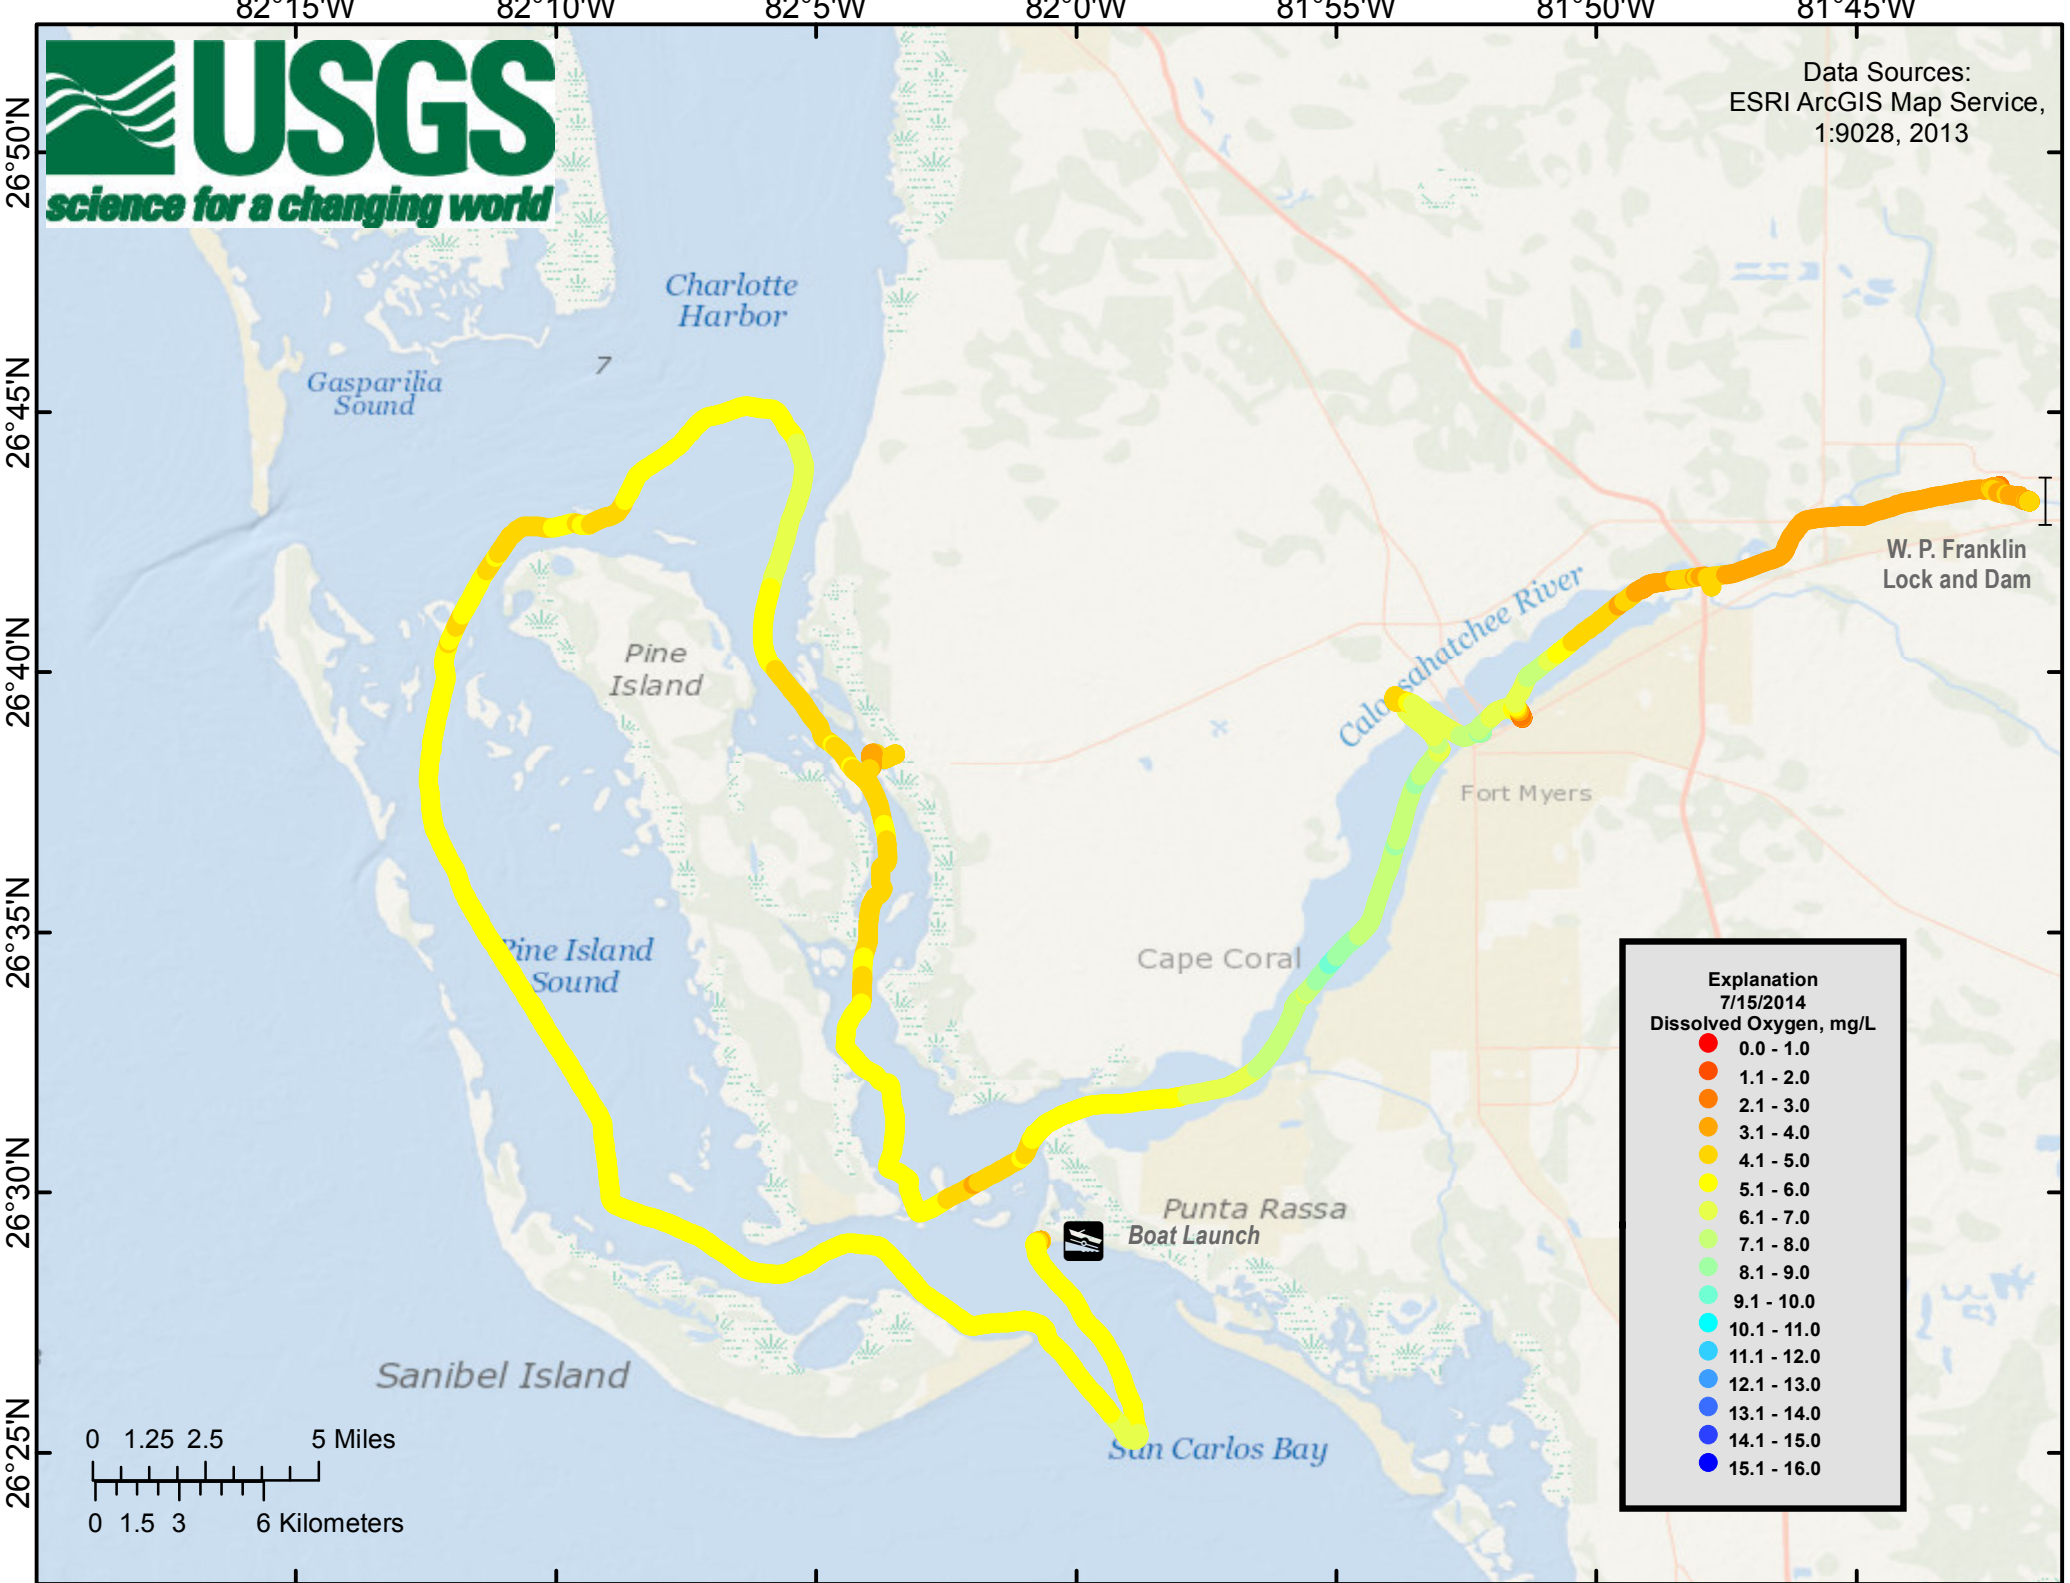 82°15'W 82°10'W 82°5'W 82°0'W 81°55'W 81°50'W 81°45'W
USGS
science for a changing world
Data Sources:
ESRI ArcGIS Map Service,
1:9028, 2013
26°50'N
26°45'N
26°40'N
26°35'N
26°30'N
26°25'N
Charlotte
Harbor
7
Gasparilia
Sound
W. P. Franklin
Lock and Dam
Caloosahatchee River
Pine
Island
Fort Myers
Pine Island
Sound
Cape Coral
Punta Rassa
Boat Launch
Sanibel Island
San Carlos Bay
Explanation
7/15/2014
Dissolved Oxygen, mg/L
0.0 - 1.0
1.1 - 2.0
2.1 - 3.0
3.1 - 4.0
4.1 - 5.0
5.1 - 6.0
6.1 - 7.0
7.1 - 8.0
8.1 - 9.0
9.1 - 10.0
10.1 - 11.0
11.1 - 12.0
12.1 - 13.0
13.1 - 14.0
14.1 - 15.0
15.1 - 16.0
0 1.25 2.5 5 Miles
0 1.5 3 6 Kilometers